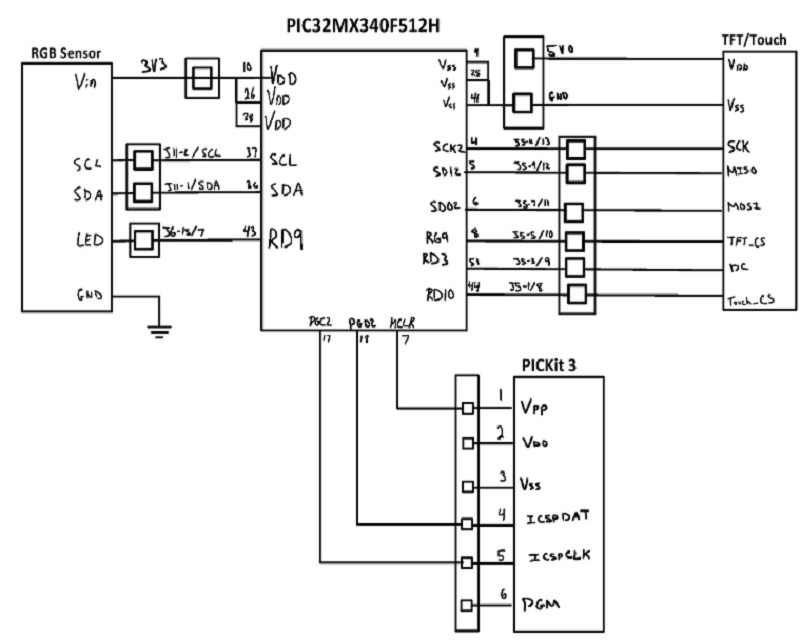 PIC32MX340F512H
RGB Sensor
Vin
SCL
SDA
LED
GND
3V3
J11-2/SCL
J11-1/SDA
J6-15/7
10 VDD
26 VDD
38 VDD
37 SCL
36 SDA
43 RD9
VSS 9
VSS 25
VSS 41
SCK2 4
SDI2 5
SDO2 6
RG9 8
RD3
RD10 44
PGC2 17
PGD2 18
MCLR 7
5V0
GND
J5-11/13
J5-9/12
J5-7/11
J5-5/10
J5-3/9
J5-1/8
TFT/Touch
VDD
VSS
SCK
MISO
MOSI
TFT_CS
DC
Touch_CS
PICKit 3
1 VPP
2 VDD
3 VSS
4 ICSPDAT
5 ICSPCLK
6 PGM